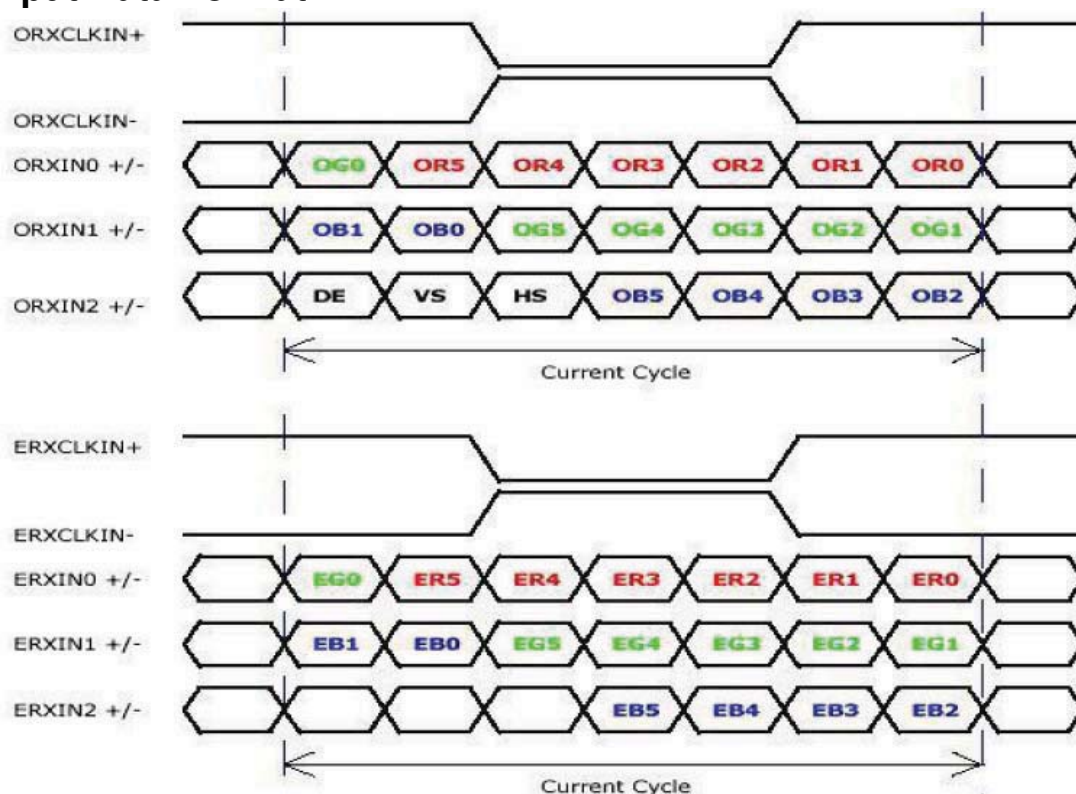 ORXCLKIN+
ORXCLKIN-
ORXIN0 +/- OG0 OR5 OR4 OR3 OR2 OR1 OR0
ORXIN1 +/- OB1 OB0 OG5 OG4 OG3 OG2 OG1
ORXIN2 +/- DE VS HS OB5 OB4 OB3 OB2
Current Cycle
ERXCLKIN+
ERXCLKIN-
ERXIN0 +/- EG0 ER5 ER4 ER3 ER2 ER1 ER0
ERXIN1 +/- EB1 EB0 EG5 EG4 EG3 EG2 EG1
ERXIN2 +/- EB5 EB4 EB3 EB2
Current Cycle